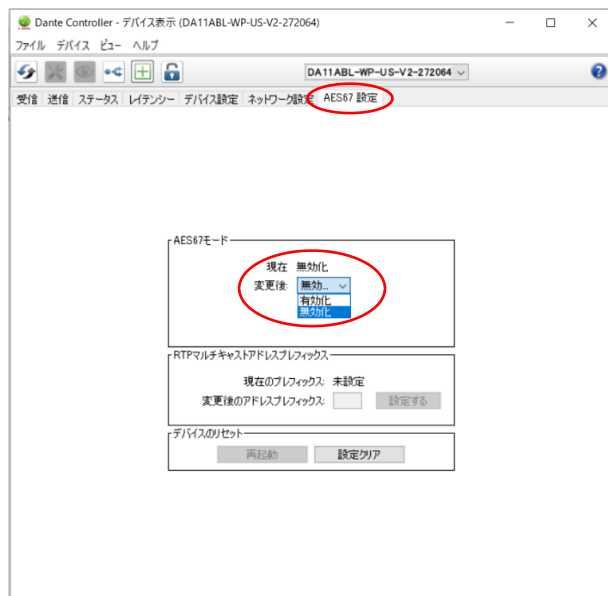 Dante Controller - デバイス表示 (DA11ABL-WP-US-V2-272064)
ファイル デバイス ビュー ヘルプ
DA11ABL-WP-US-V2-272064
受信 送信 ステータス レイテンシー デバイス設定 ネットワーク設定 AES67 設定
AES67モード
現在 無効化
変更後: 無効...
有効化
無効化
RTPマルチキャストアドレスプレフィックス
現在のプレフィックス: 未設定
変更後のアドレスプレフィックス: 設定する
デバイスのリセット
再起動 設定クリア